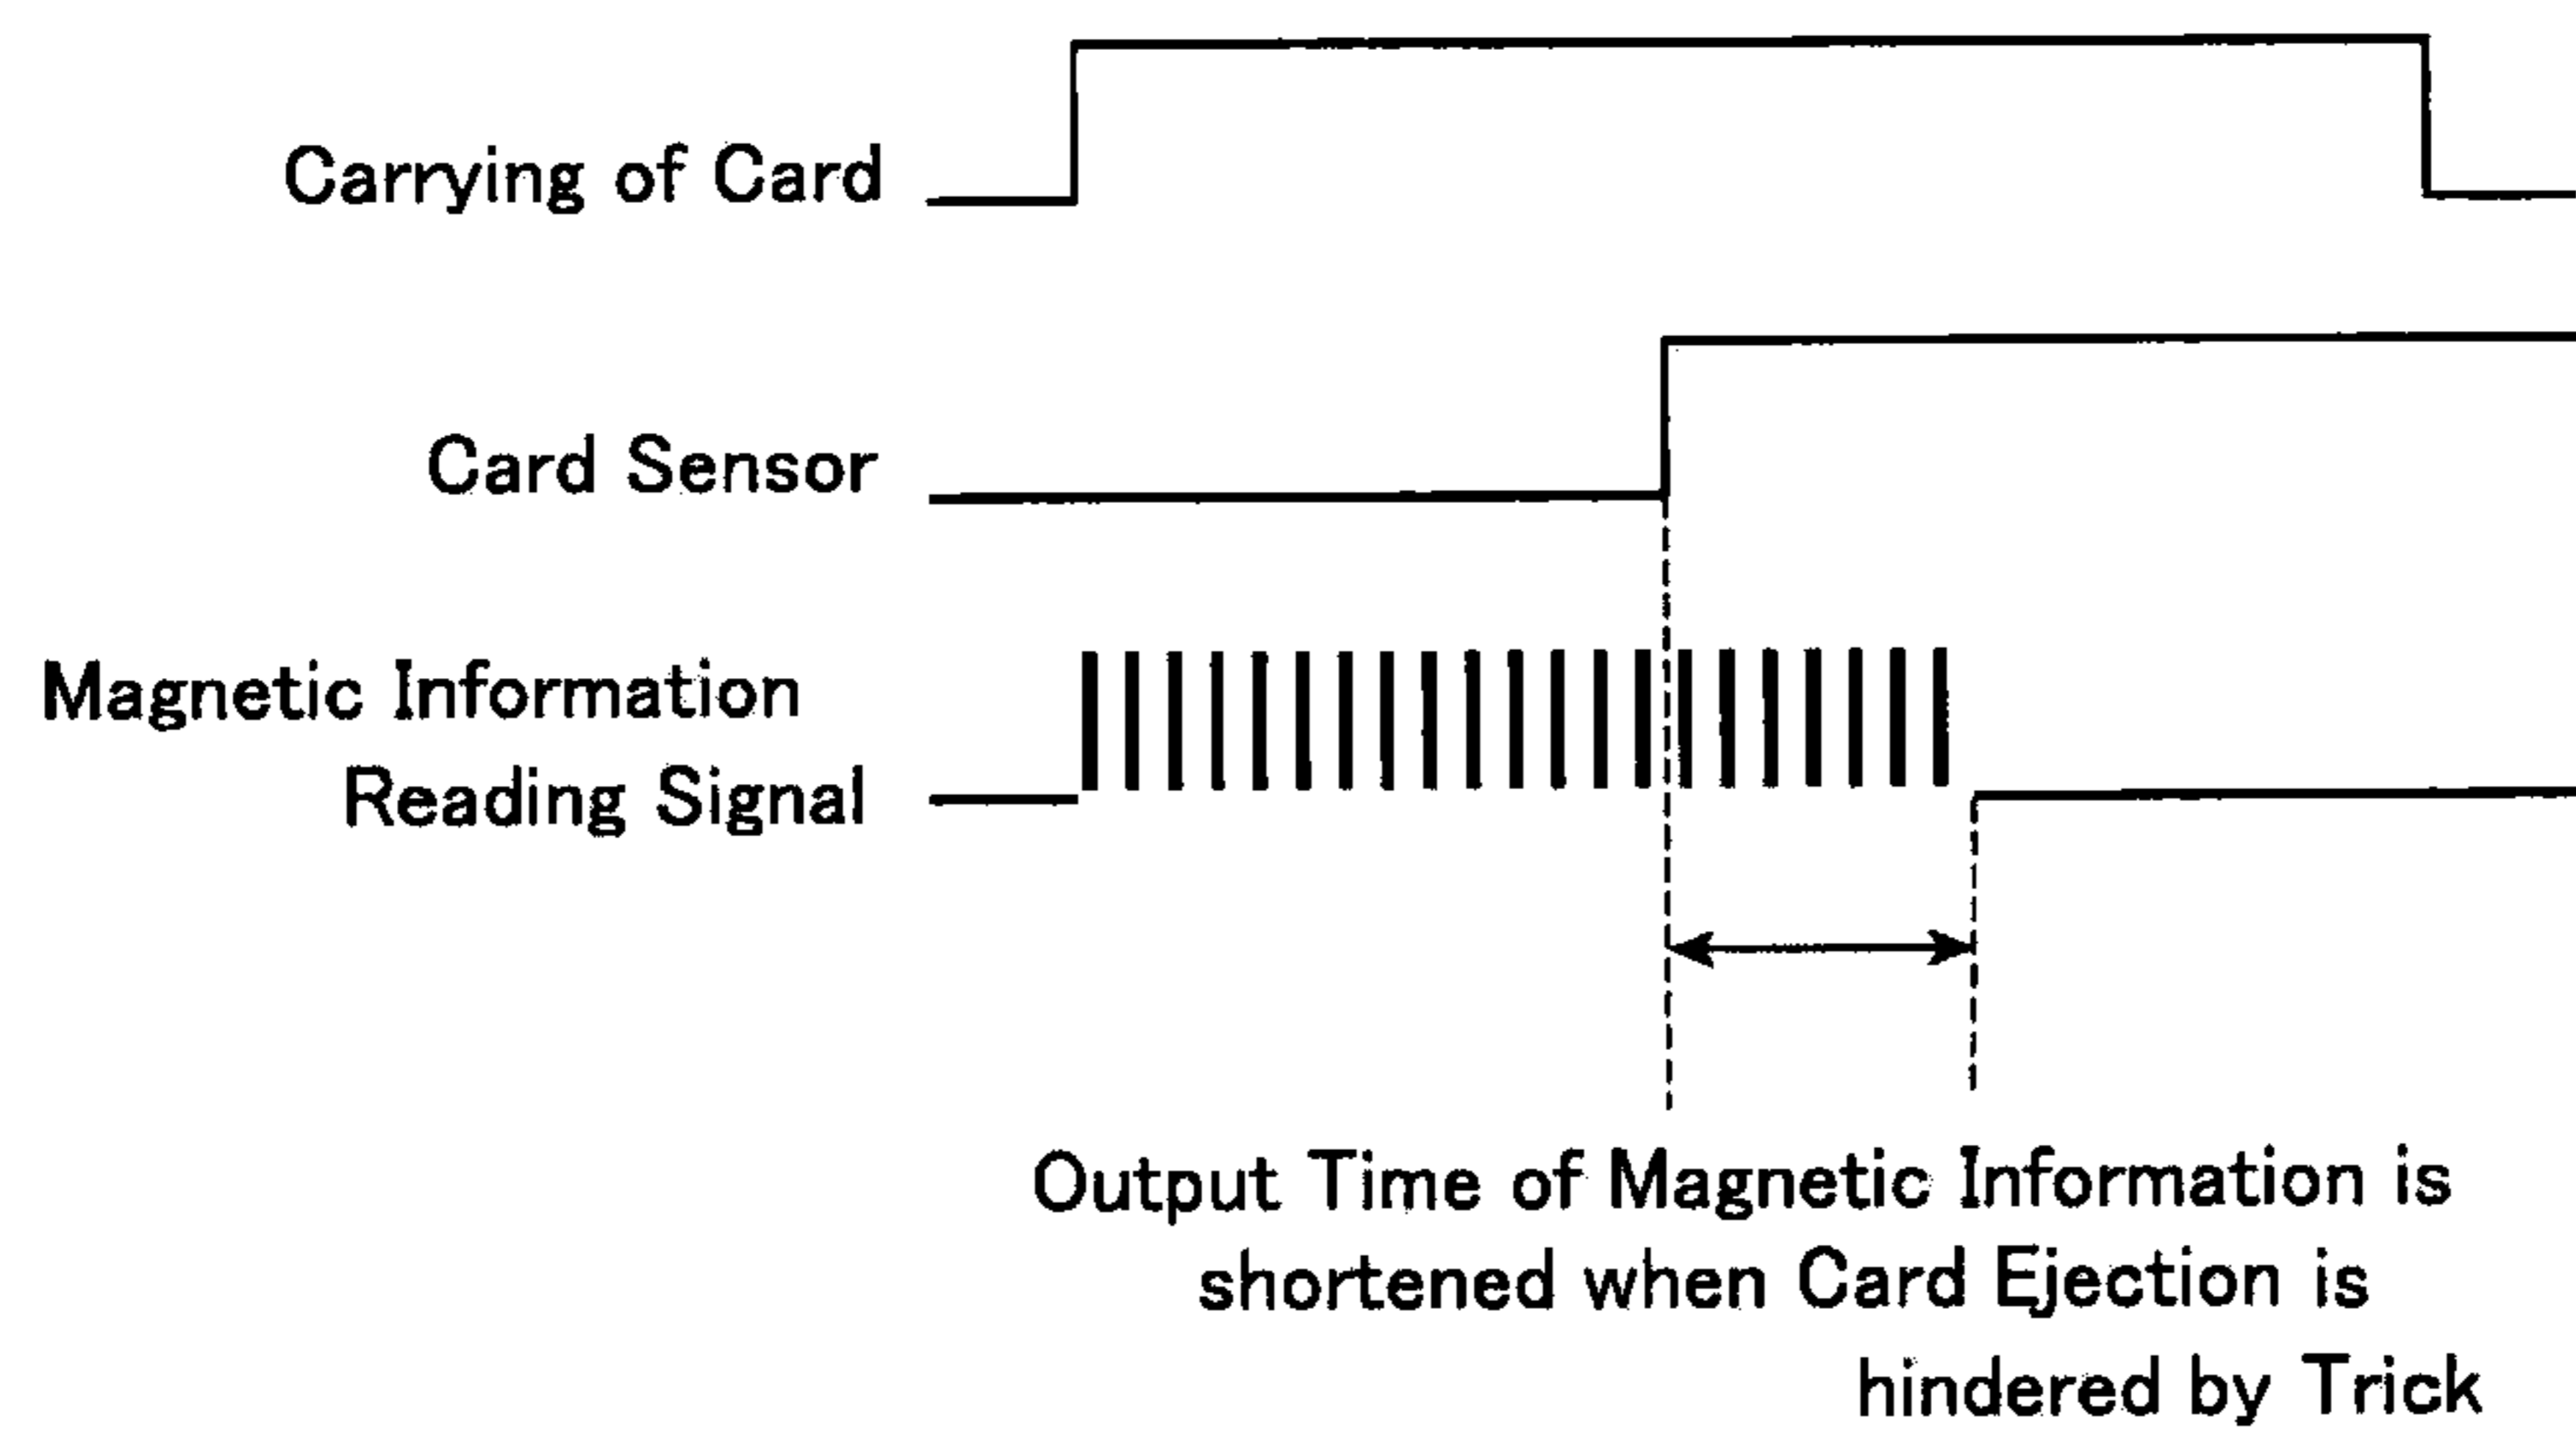 Carrying of Card
Card Sensor
Magnetic Information
Reading Signal
Output Time of Magnetic Information is
shortened when Card Ejection is
hindered by Trick